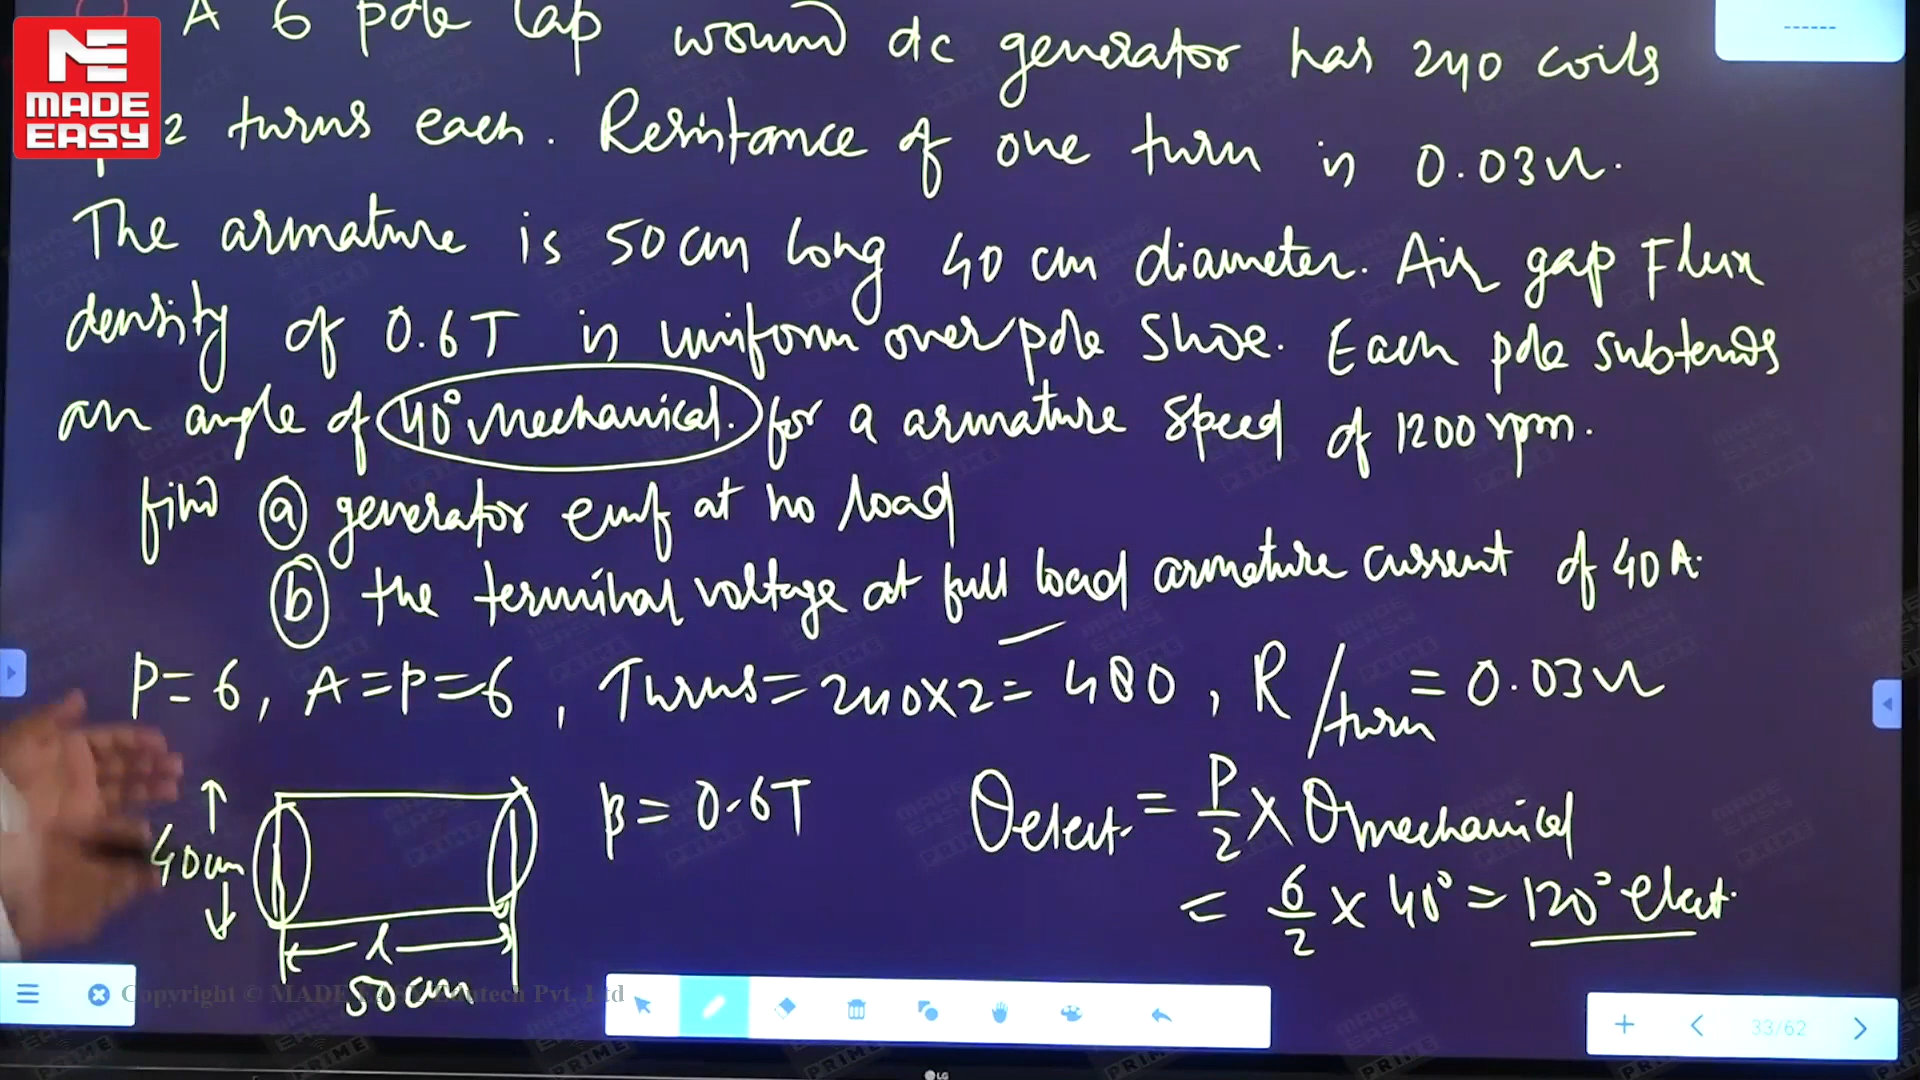 A 6 pole lap wound dc generator has 240 coils
2 turns each. Resistance of one turn is 0.03Ω.
The armature is 50cm long 40 cm diameter. Air gap Flux
density of 0.6T is uniform over pole shoe. Each pole subtends
an angle of 40° mechanical. for a armature speed of 1200 rpm.
find (a) generator emf at no load
(b) the terminal voltage at full load armature current of 40A.
P=6, A=P=6, Turns=240×2=480, R/turn=0.03Ω
40cm
l
50cm
B=0.6T
θelect.=P/2×θmechanical
=6/2×40°=120°elect.
MADE
EASY
Copyright © MADE EASY Edutech Pvt. Ltd
33/62
LG